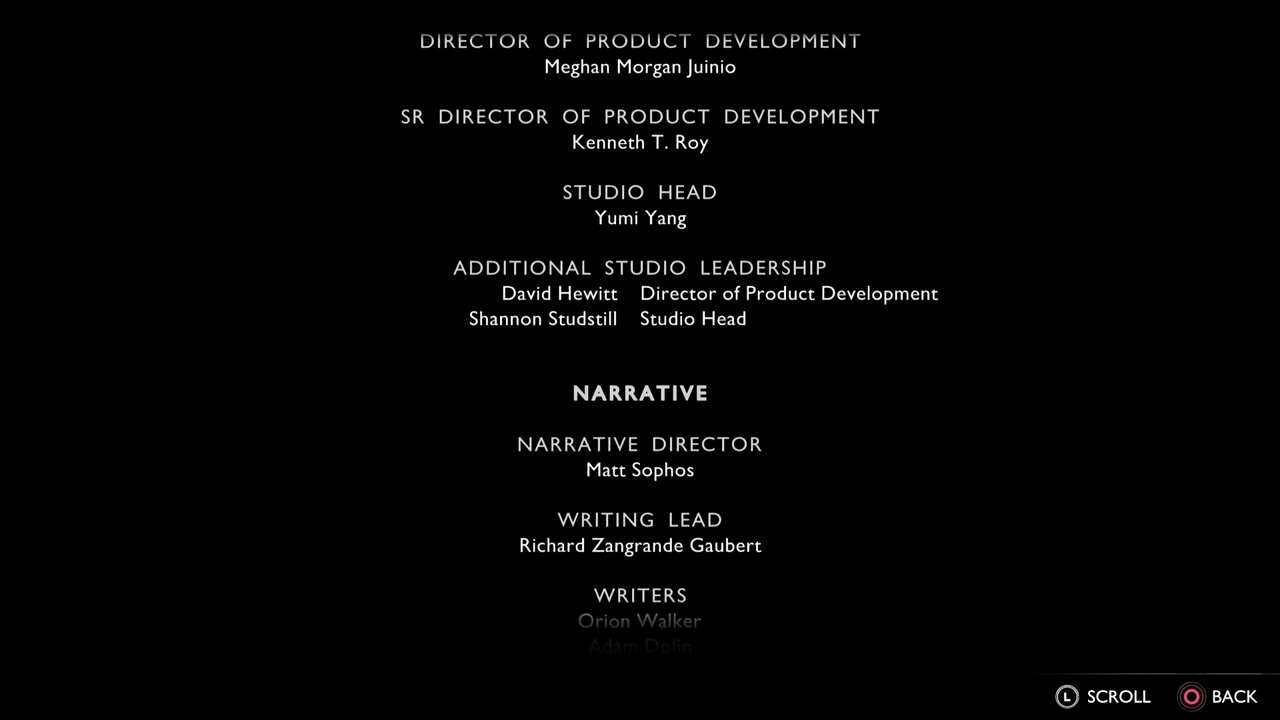 DIRECTOR OF PRODUCT DEVELOPMENT
Meghan Morgan Juinio
SR DIRECTOR OF PRODUCT DEVELOPMENT
Kenneth T. Roy
STUDIO HEAD
Yumi Yang
ADDITIONAL STUDIO LEADERSHIP
David Hewitt Director of Product Development
Shannon Studstill Studio Head
NARRATIVE
NARRATIVE DIRECTOR
Matt Sophos
WRITING LEAD
Richard Zangrande Gaubert
WRITERS
Orion Walker
Adam Dolin
L SCROLL BACK